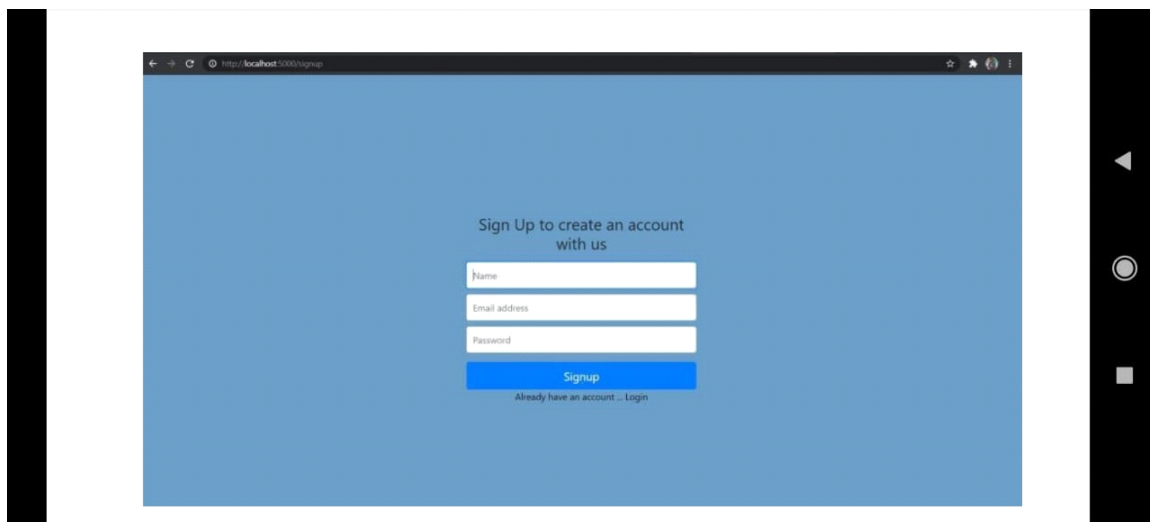 http://localhost:5000/signup
Sign Up to create an account
with us
Name
Email address
Password
Signup
Already have an account ... Login